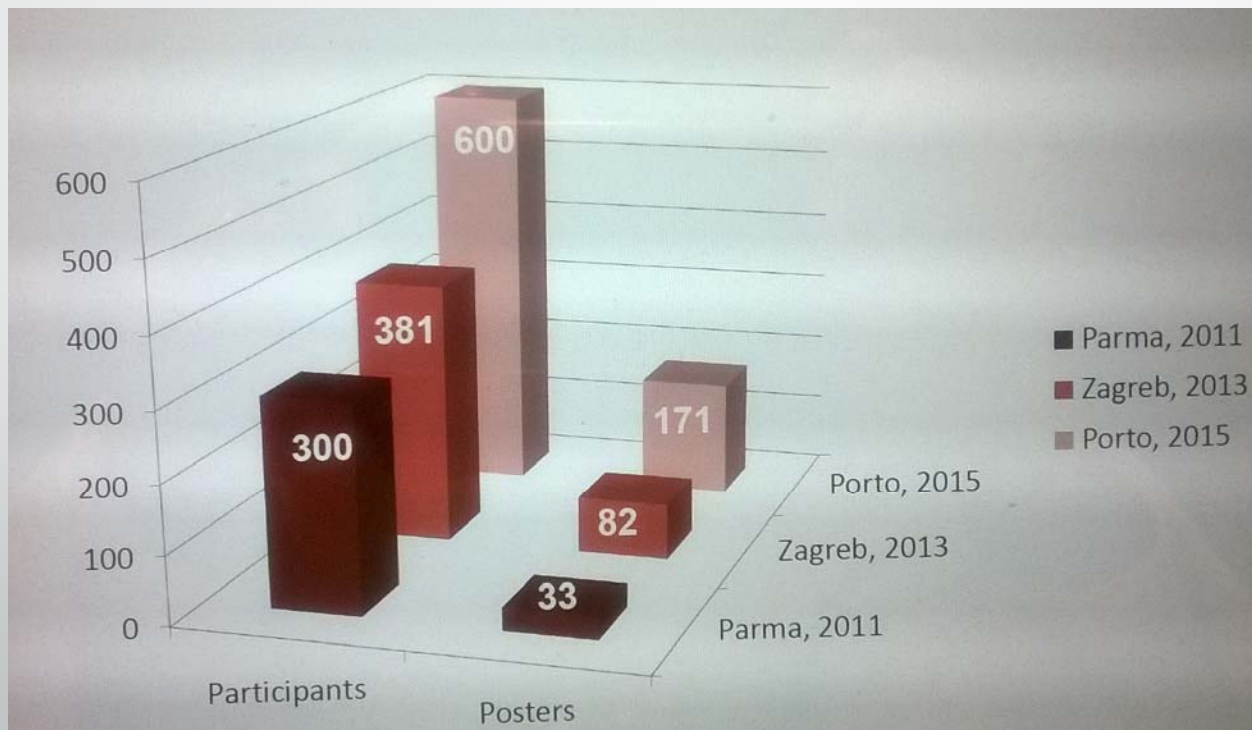 600
500
400
300
200
100
0
600
381
300
171
82
33
Participants
Posters
Porto, 2015
Zagreb, 2013
Parma, 2011
Parma, 2011
Zagreb, 2013
Porto, 2015